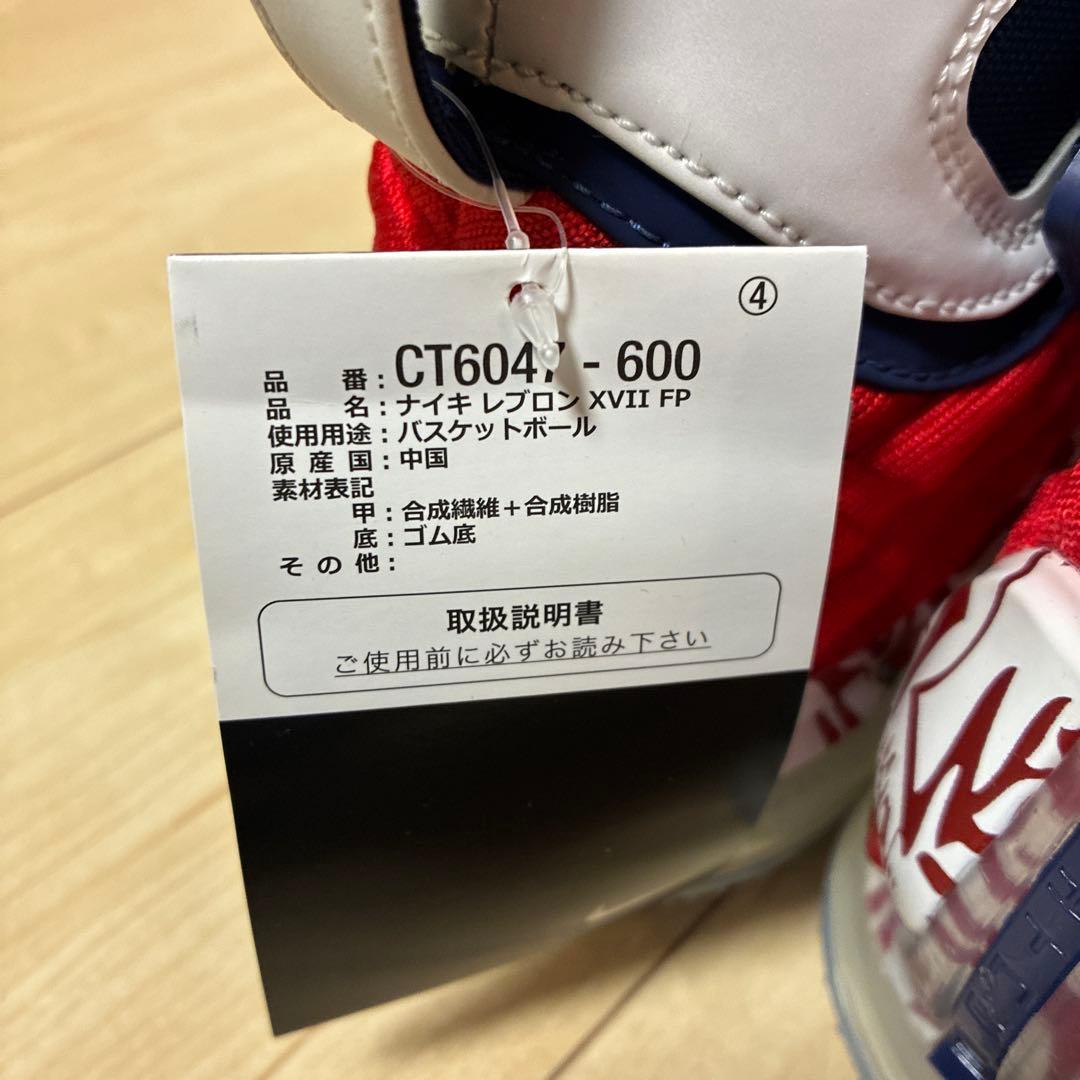 ④
品 番：CT6047 - 600
品 名：ナイキ レブロン XVII FP
使用用途：バスケットボール
原 産 国：中国
素材表記
甲：合成繊維＋合成樹脂
底：ゴム底
そ の 他：
取扱説明書
ご使用前に必ずお読み下さい